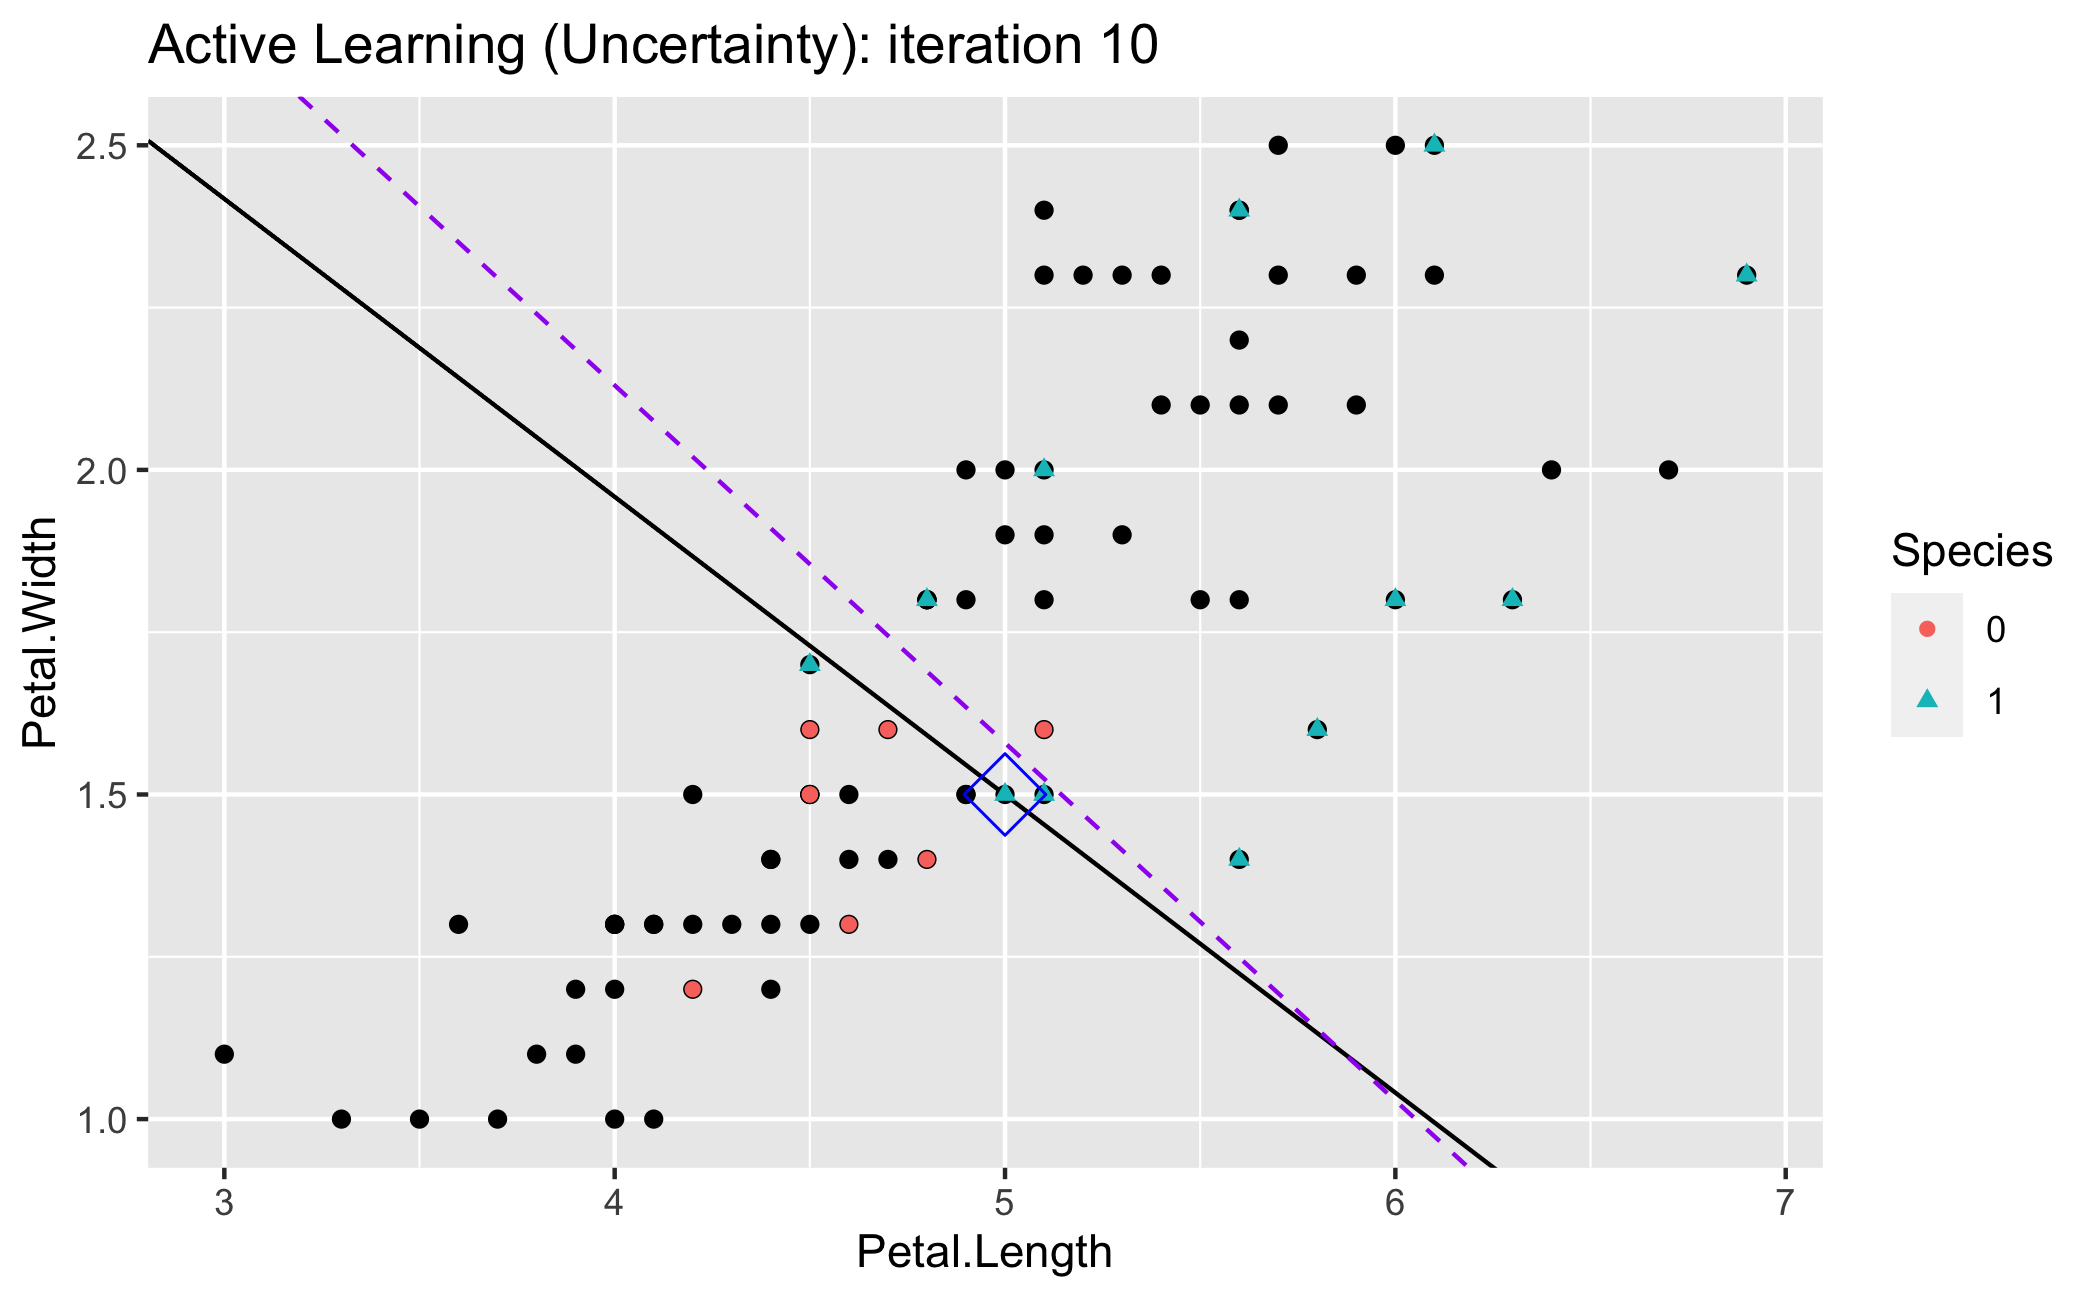 Active Learning (Uncertainty): iteration 10
2.5
2.0
1.5
1.0
Petal.Width
3 4 5 6 7
Petal.Length
Species
0
1